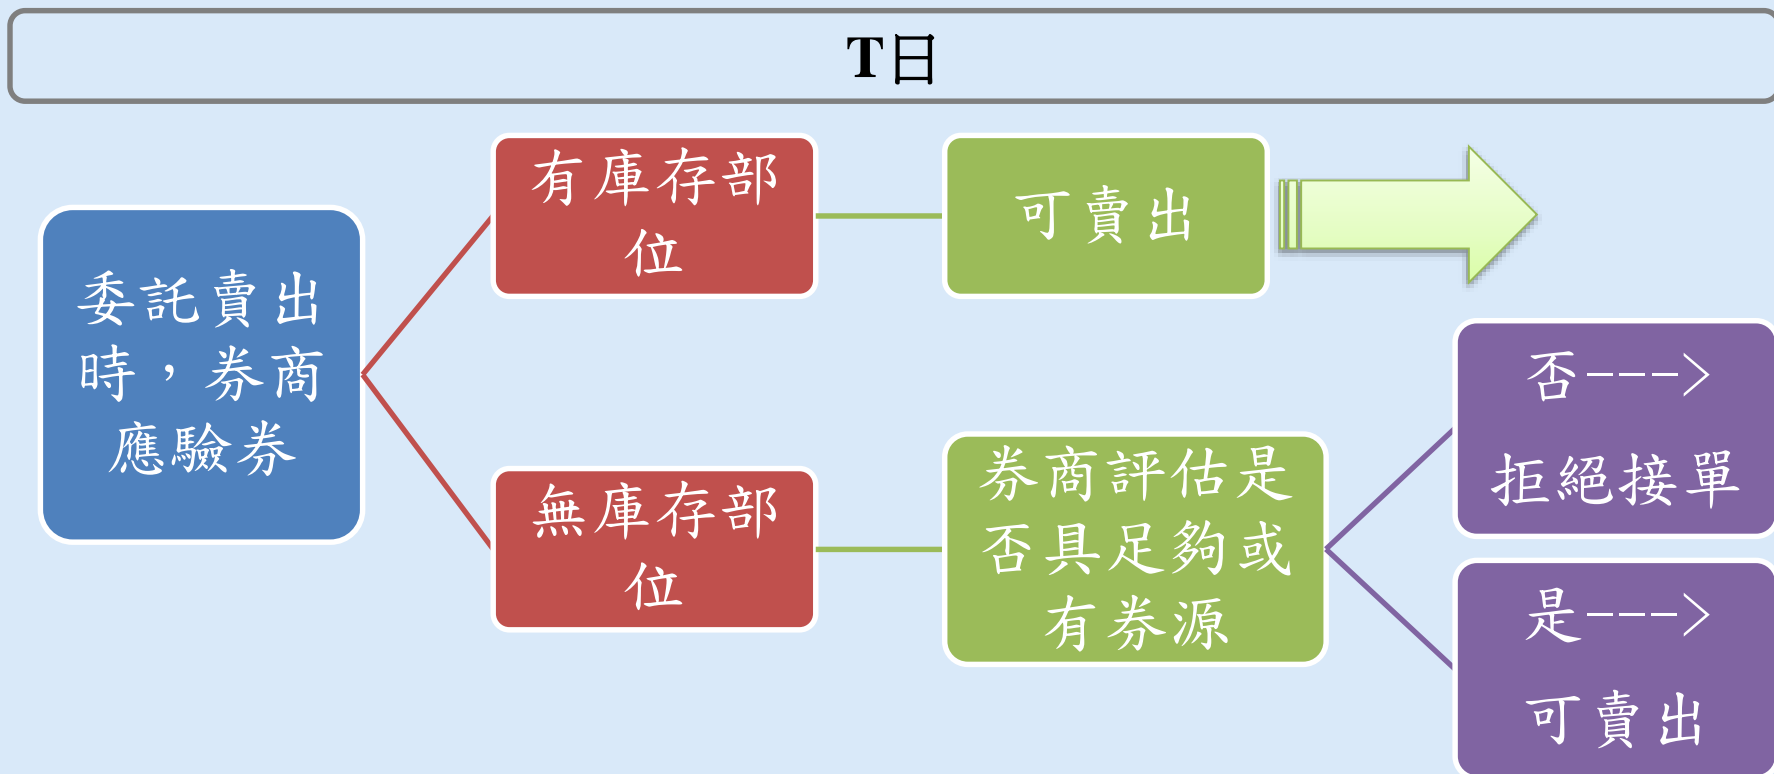 T日
委託賣出
時，券商
應驗券
有庫存部
位
可賣出
無庫存部
位
券商評估是
否具足夠或
有券源
否--->
拒絕接單
是--->
可賣出